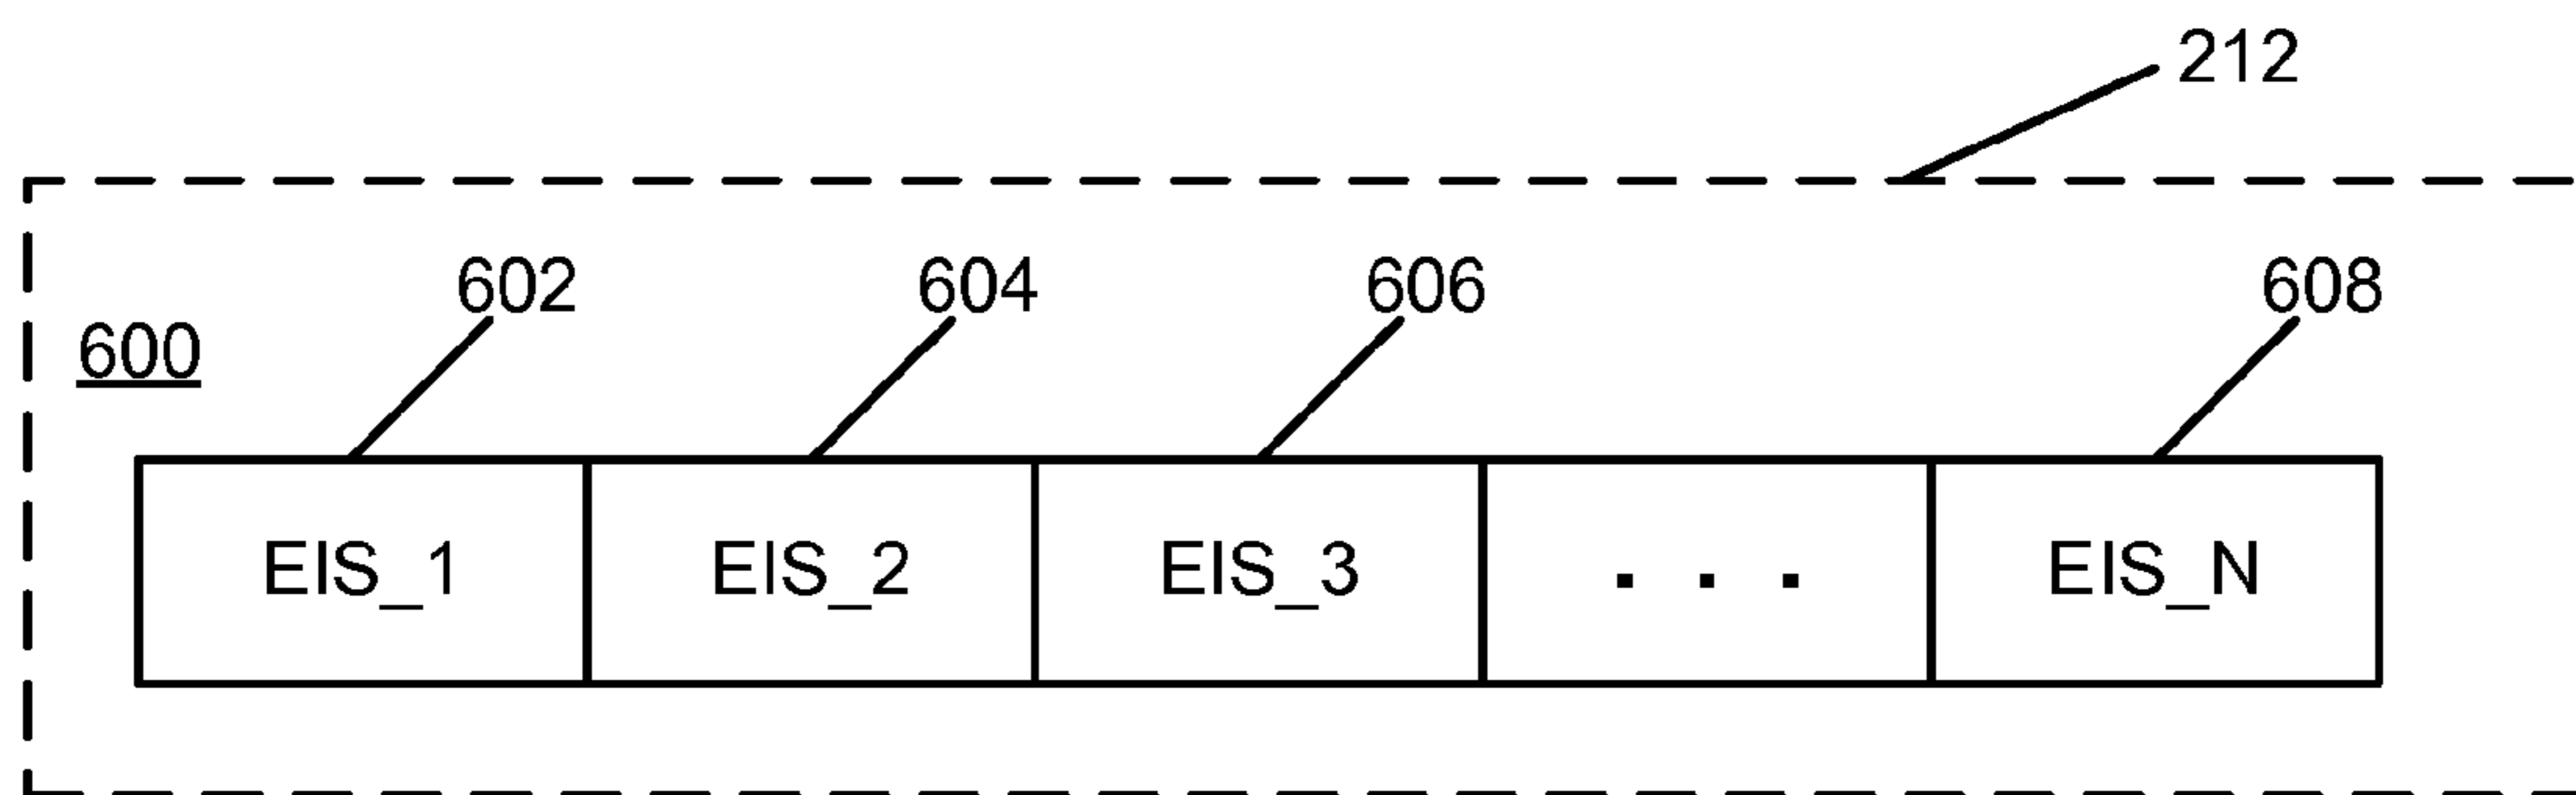 212
602 604 606 608
600
EIS_1 EIS_2 EIS_3 . . . EIS_N